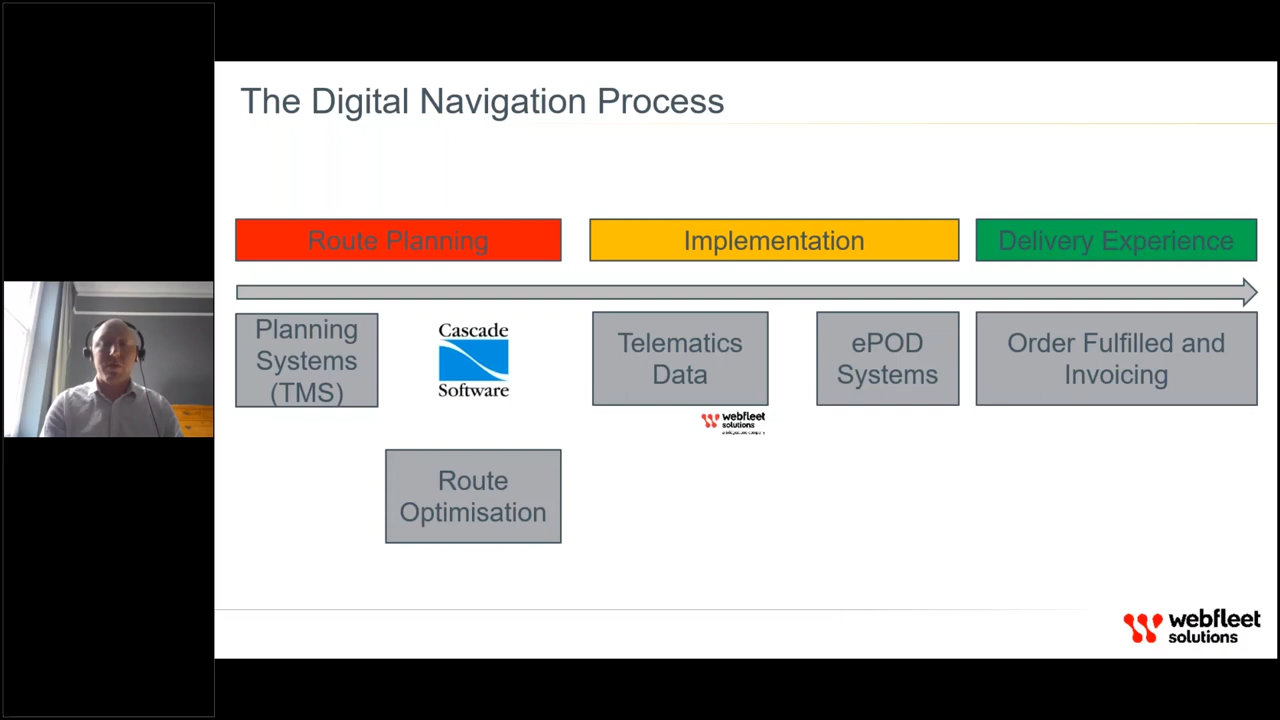 The Digital Navigation Process
Route Planning
Implementation
Delivery Experience
Planning
Systems
(TMS)
Cascade
Software
Telematics
Data
ePOD
Systems
Order Fulfilled and
Invoicing
webfleet
solutions
Route
Optimisation
webfleet
solutions